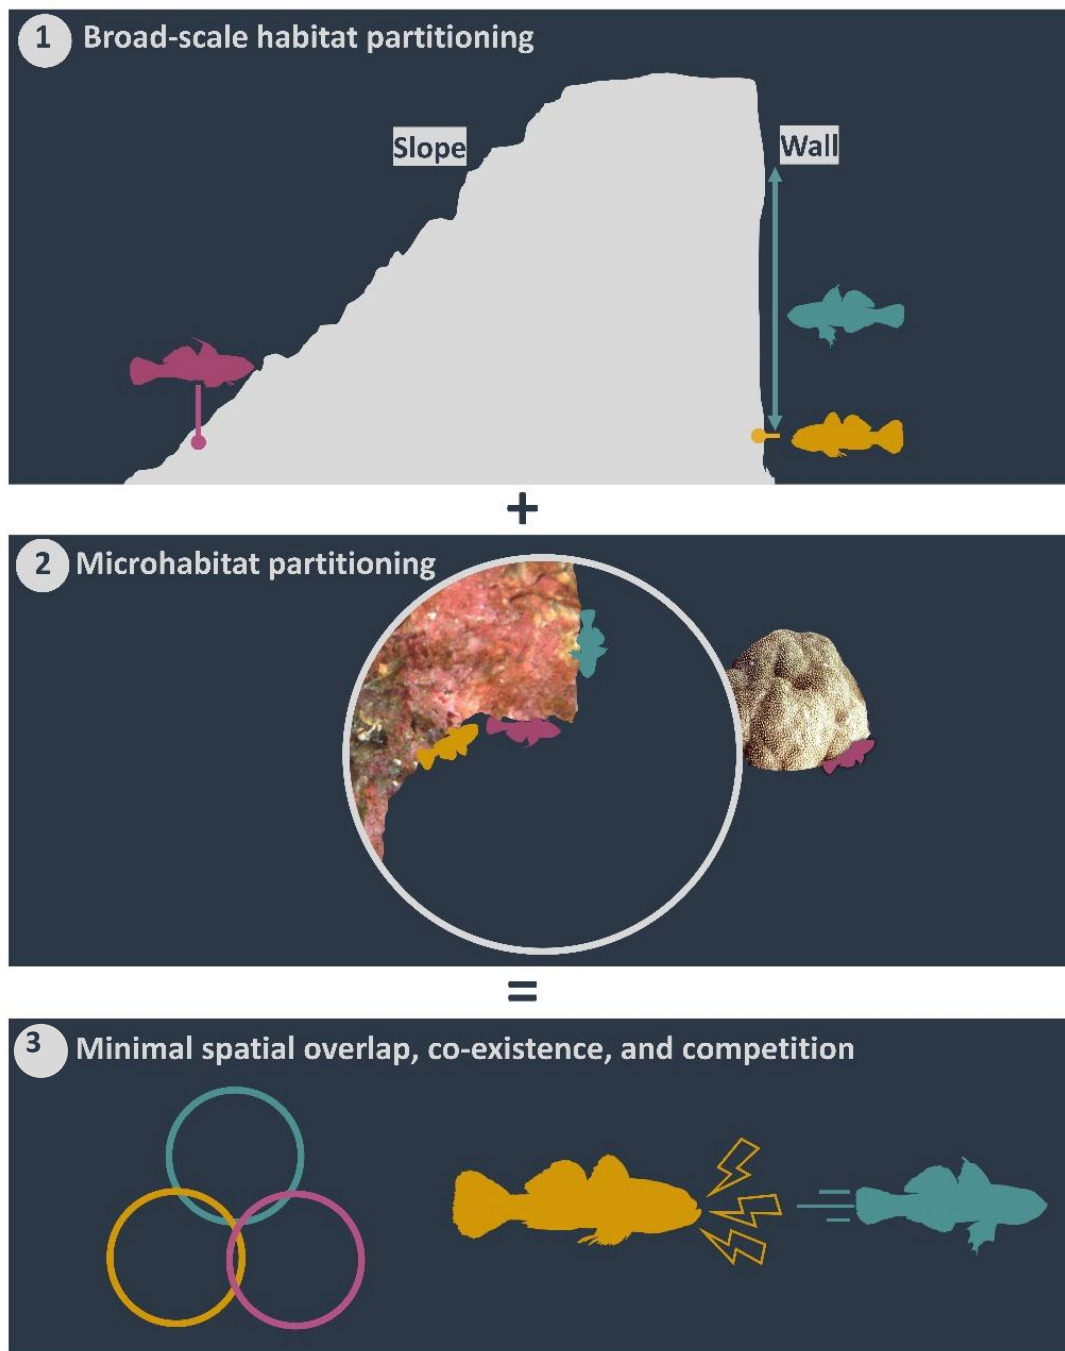 1 Broad-scale habitat partitioning
Slope
Wall
+
2 Microhabitat partitioning
=
3 Minimal spatial overlap, co-existence, and competition